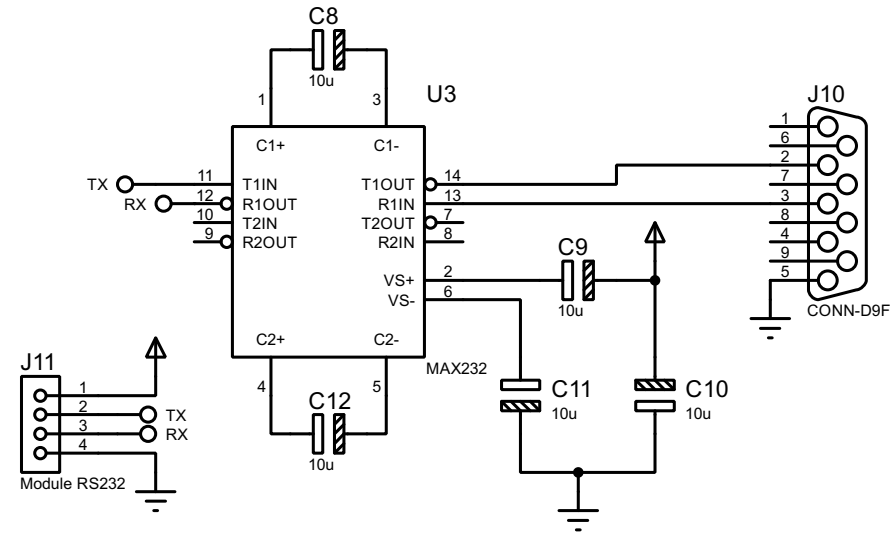 C8
10u
1 3
U3
J10
C1+ C1-
1
6
2
7
3
8
4
9
5
CONN-D9F
TX 11 T1IN T1OUT 14
RX 12 R1OUT R1IN 13
10 T2IN T2OUT 7
9 R2OUT R2IN 8
VS+ 2
VS- 6
C9
10u
C2+ C2-
MAX232
4 5
C12
10u
C11
10u
C10
10u
J11
1
2 TX
3 RX
4
Module RS232